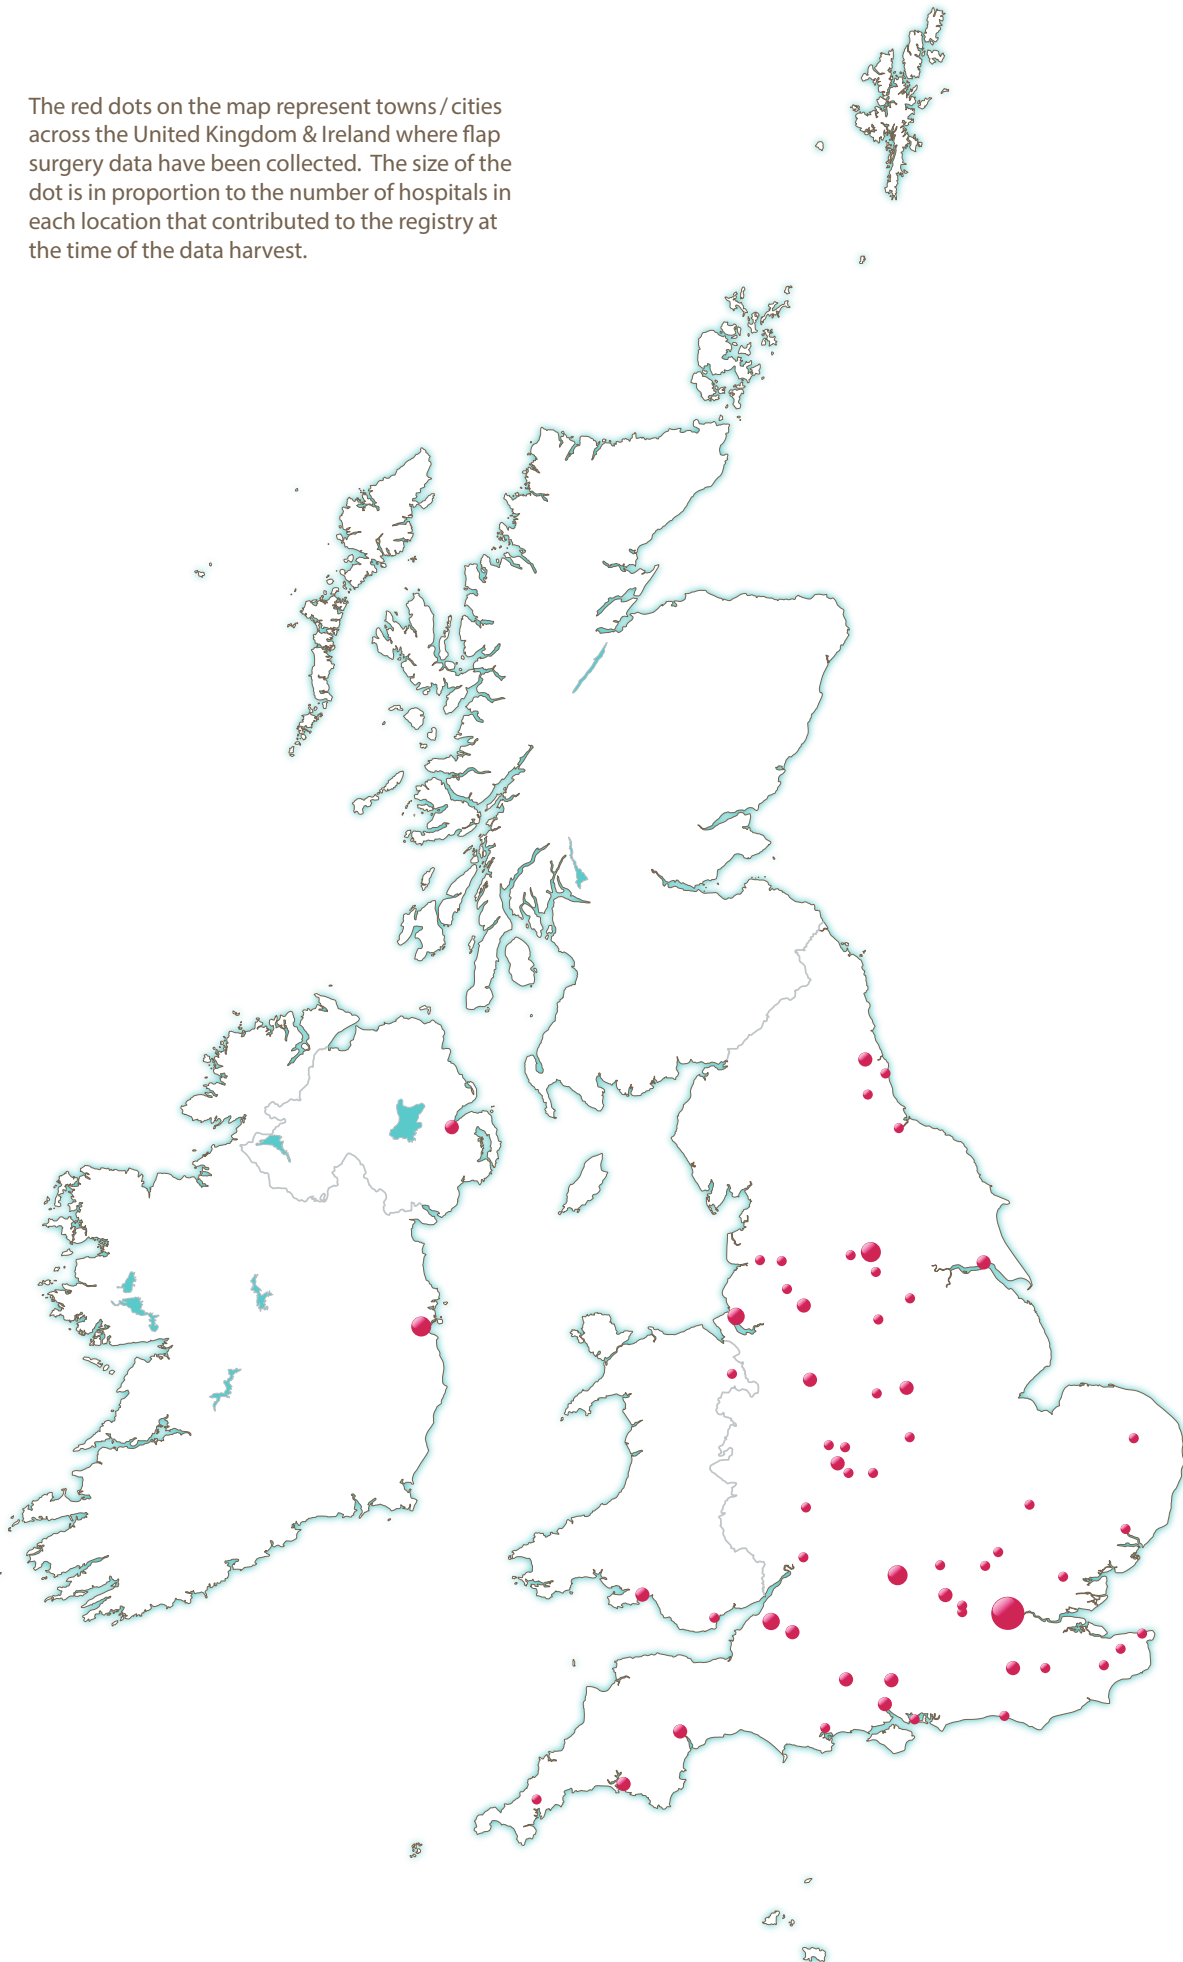 The red dots on the map represent towns / cities
across the United Kingdom & Ireland where flap
surgery data have been collected.  The size of the
dot is in proportion to the number of hospitals in
each location that contributed to the registry at
the time of the data harvest.